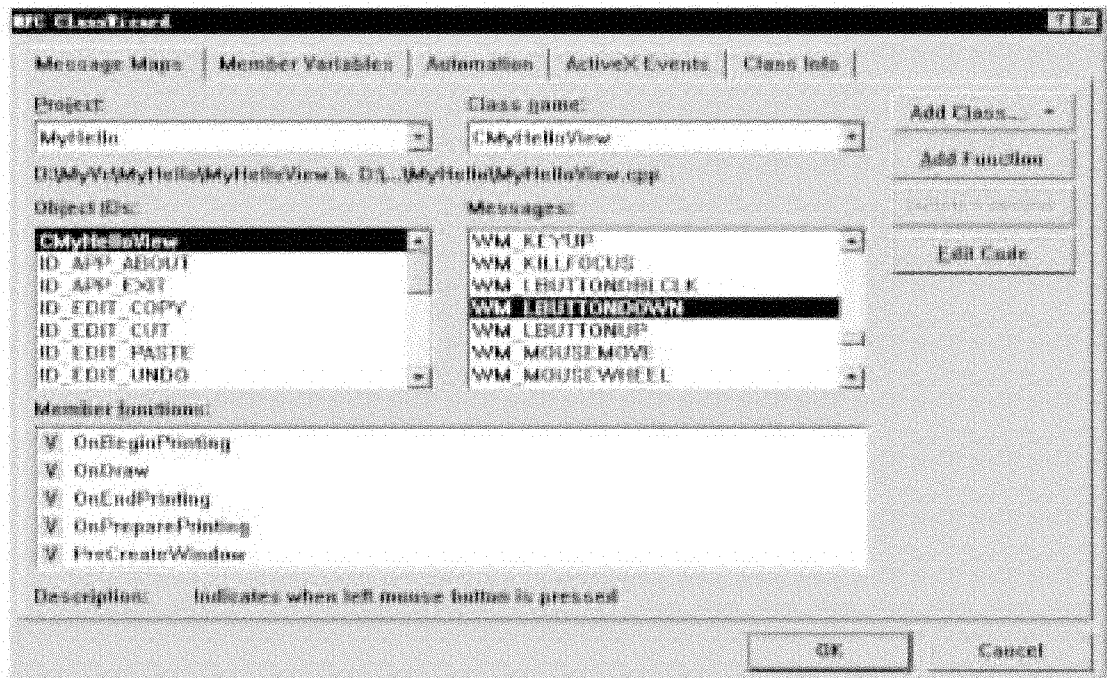 MFC ClassWizard
Message Maps
Member Variables
Automation
ActiveX Events
Class Info
Project:
Class name:
MyHello
CMyHelloView
Add Class...
Add Function
D:\MyVc\MyHello\MyHelloView.h, D:\...\MyHello\MyHelloView.cpp
Object IDs:
Messages:
Edit Code
CMyHelloView
ID_APP_ABOUT
ID_APP_EXIT
ID_EDIT_COPY
ID_EDIT_CUT
ID_EDIT_PASTE
ID_EDIT_UNDO
WM_KEYUP
WM_KILLFOCUS
WM_LBUTTONDBLCLK
WM_LBUTTONDOWN
WM_LBUTTONUP
WM_MOUSEMOVE
WM_MOUSEWHEEL
Member functions:
V OnBeginPrinting
V OnDraw
V OnEndPrinting
V OnPreparePrinting
V PreCreateWindow
Description: Indicates when left mouse button is pressed
OK
Cancel